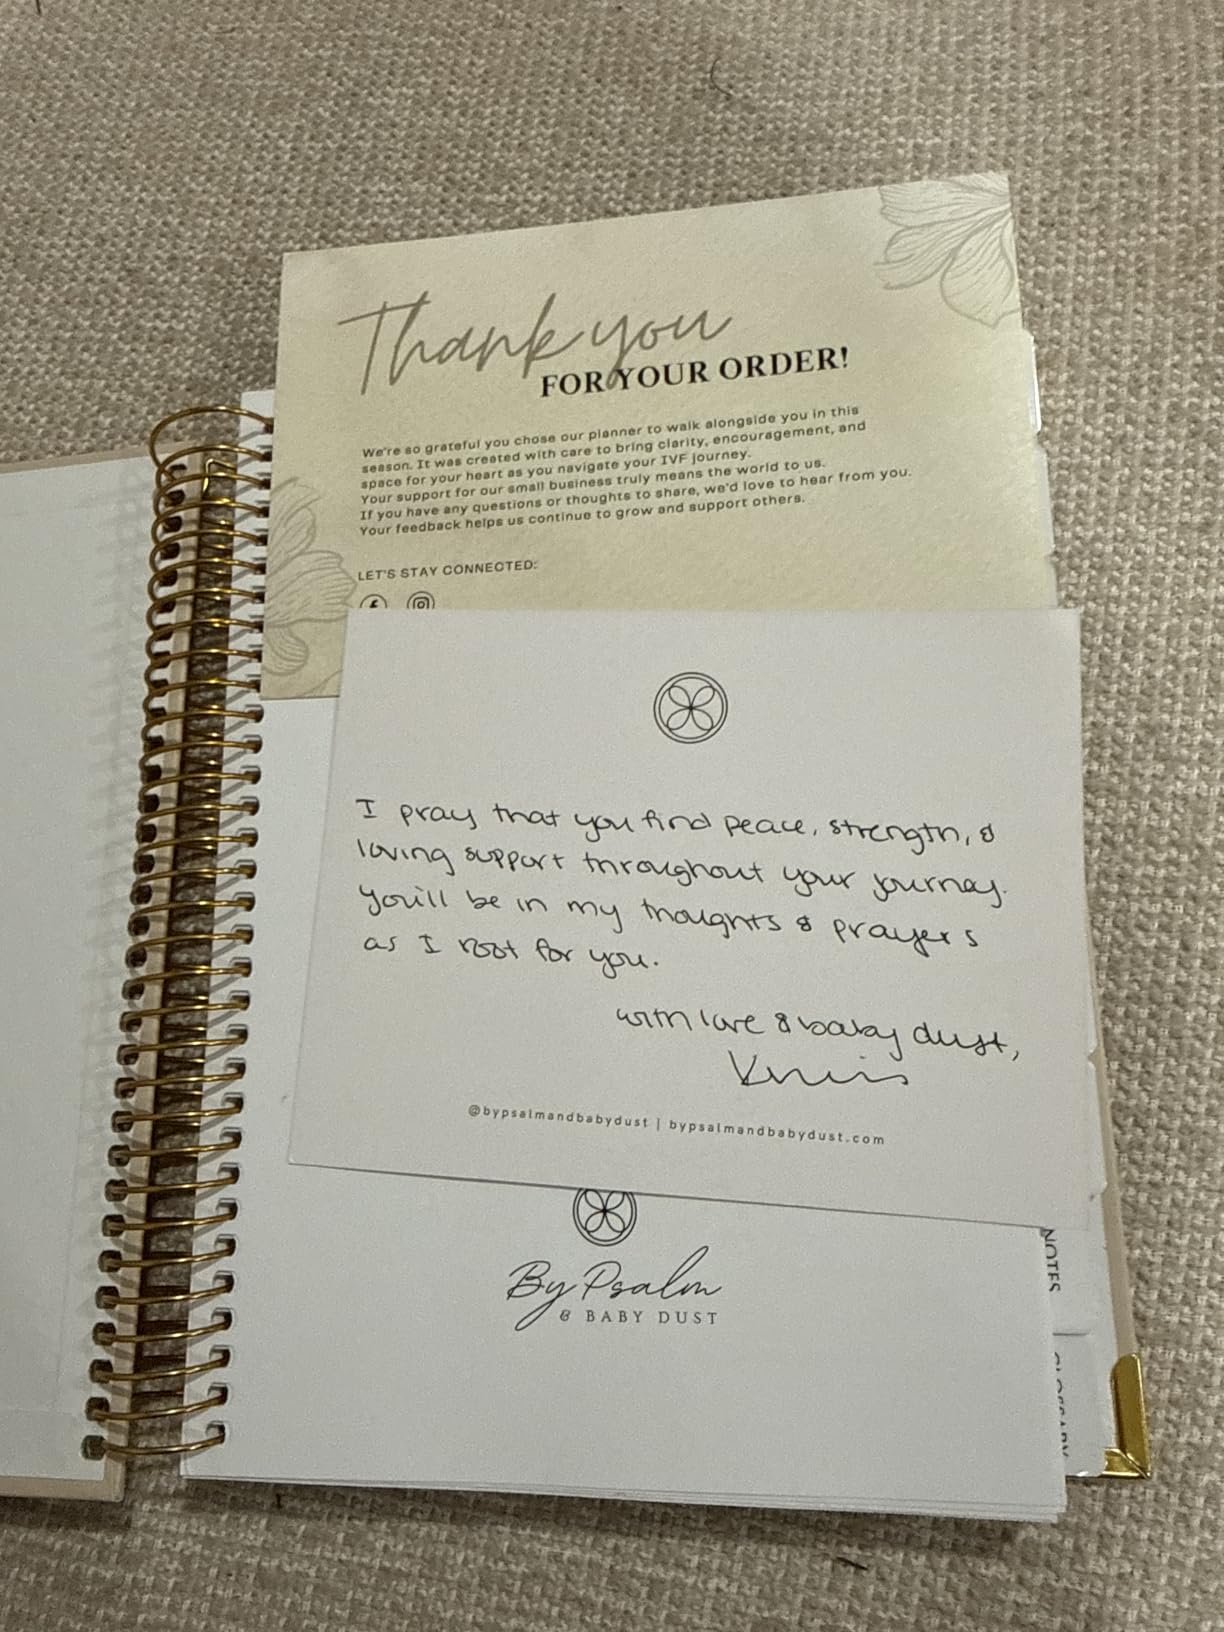 Thank you
FOR YOUR ORDER!
We're so grateful you chose our planner to walk alongside you in this
season. It was created with care to bring clarity, encouragement, and
space for your heart as you navigate your IVF journey.
Your support for our small business truly means the world to us.
If you have any questions or thoughts to share, we'd love to hear from you.
Your feedback helps us continue to grow and support others.
LET'S STAY CONNECTED:
I pray that you find peace, strength, &
loving support throughout your journey.
You'll be in my thoughts & prayers
as I root for you.
with love & baby dust,
@bypsalmandbabydust | bypsalmandbabydust.com
By Psalm
& BABY DUST
NOTES
GLOSSARY